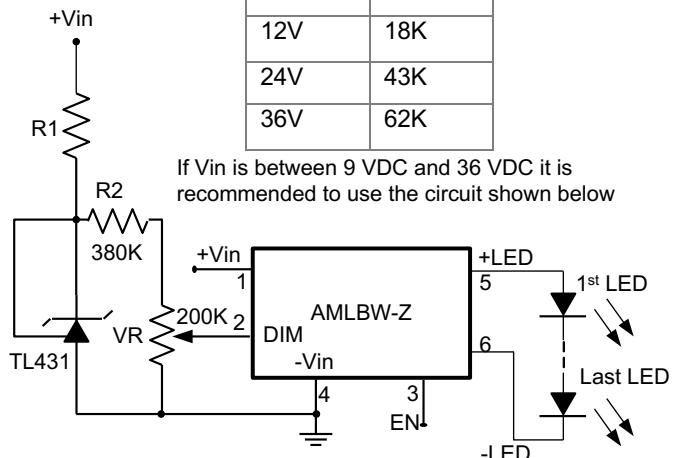 +Vin
12V 18K
24V 43K
36V 62K
R1
If Vin is between 9 VDC and 36 VDC it is
recommended to use the circuit shown below
R2
380K
+Vin
1
+LED
5
1st LED
200K
2
AMLBW-Z
VR
DIM
6
-Vin
TL431
Last LED
4
3
EN
-LED